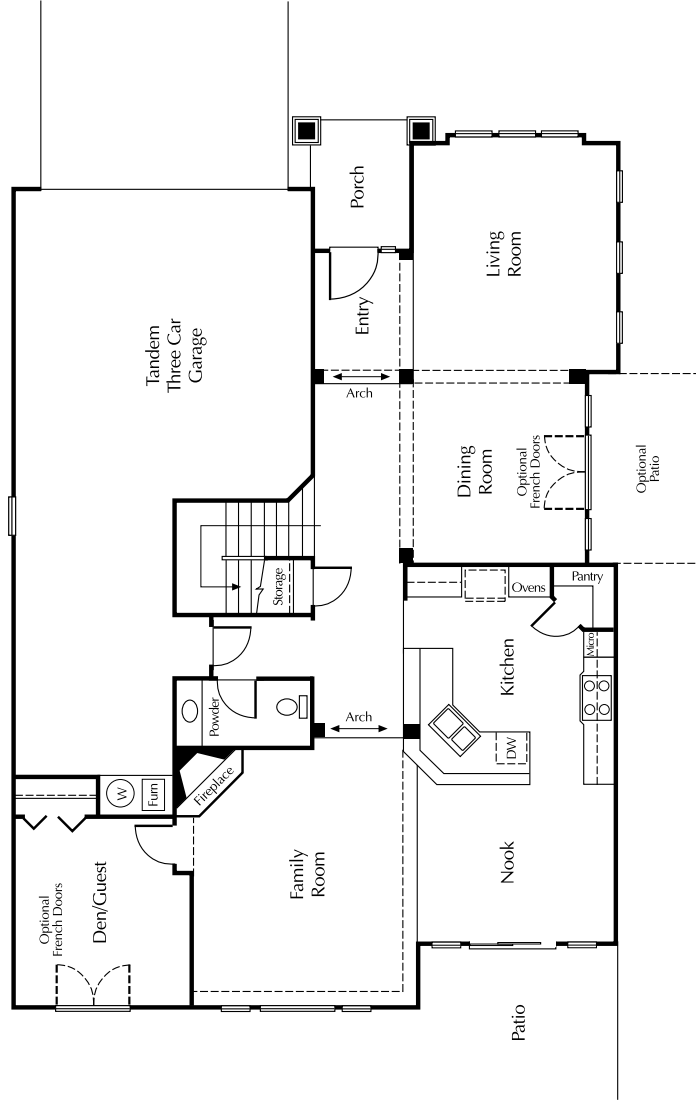 Porch
Living
Room
Entry
Tandem
Three Car
Garage
Arch
Dining
Room
Optional
French Doors
Optional
Patio
Storage
Ovens
Pantry
Kitchen
Micro
Powder
Arch
DW
Fireplace
W
Furn
Family
Room
Nook
Den/Guest
Optional
French Doors
Patio